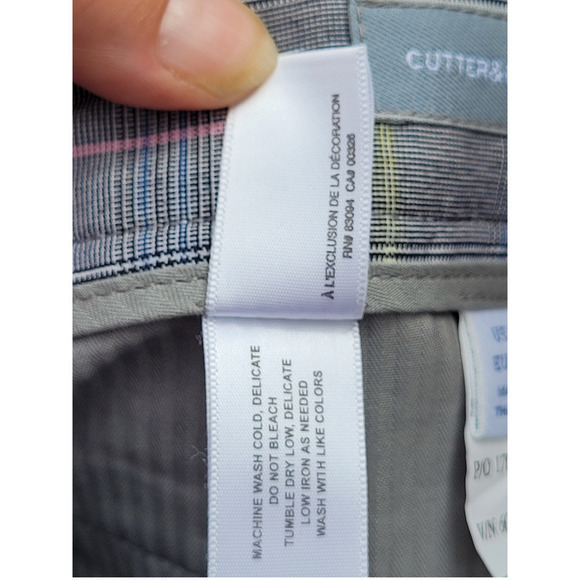 CUTTER&
À L'EXCLUSION DE LA DÉCORATION
RN# 83094 CA# 00326
MACHINE WASH COLD, DELICATE
DO NOT BLEACH
TUMBLE DRY LOW, DELICATE
LOW IRON AS NEEDED
WASH WITH LIKE COLORS
P/O:
V/N: